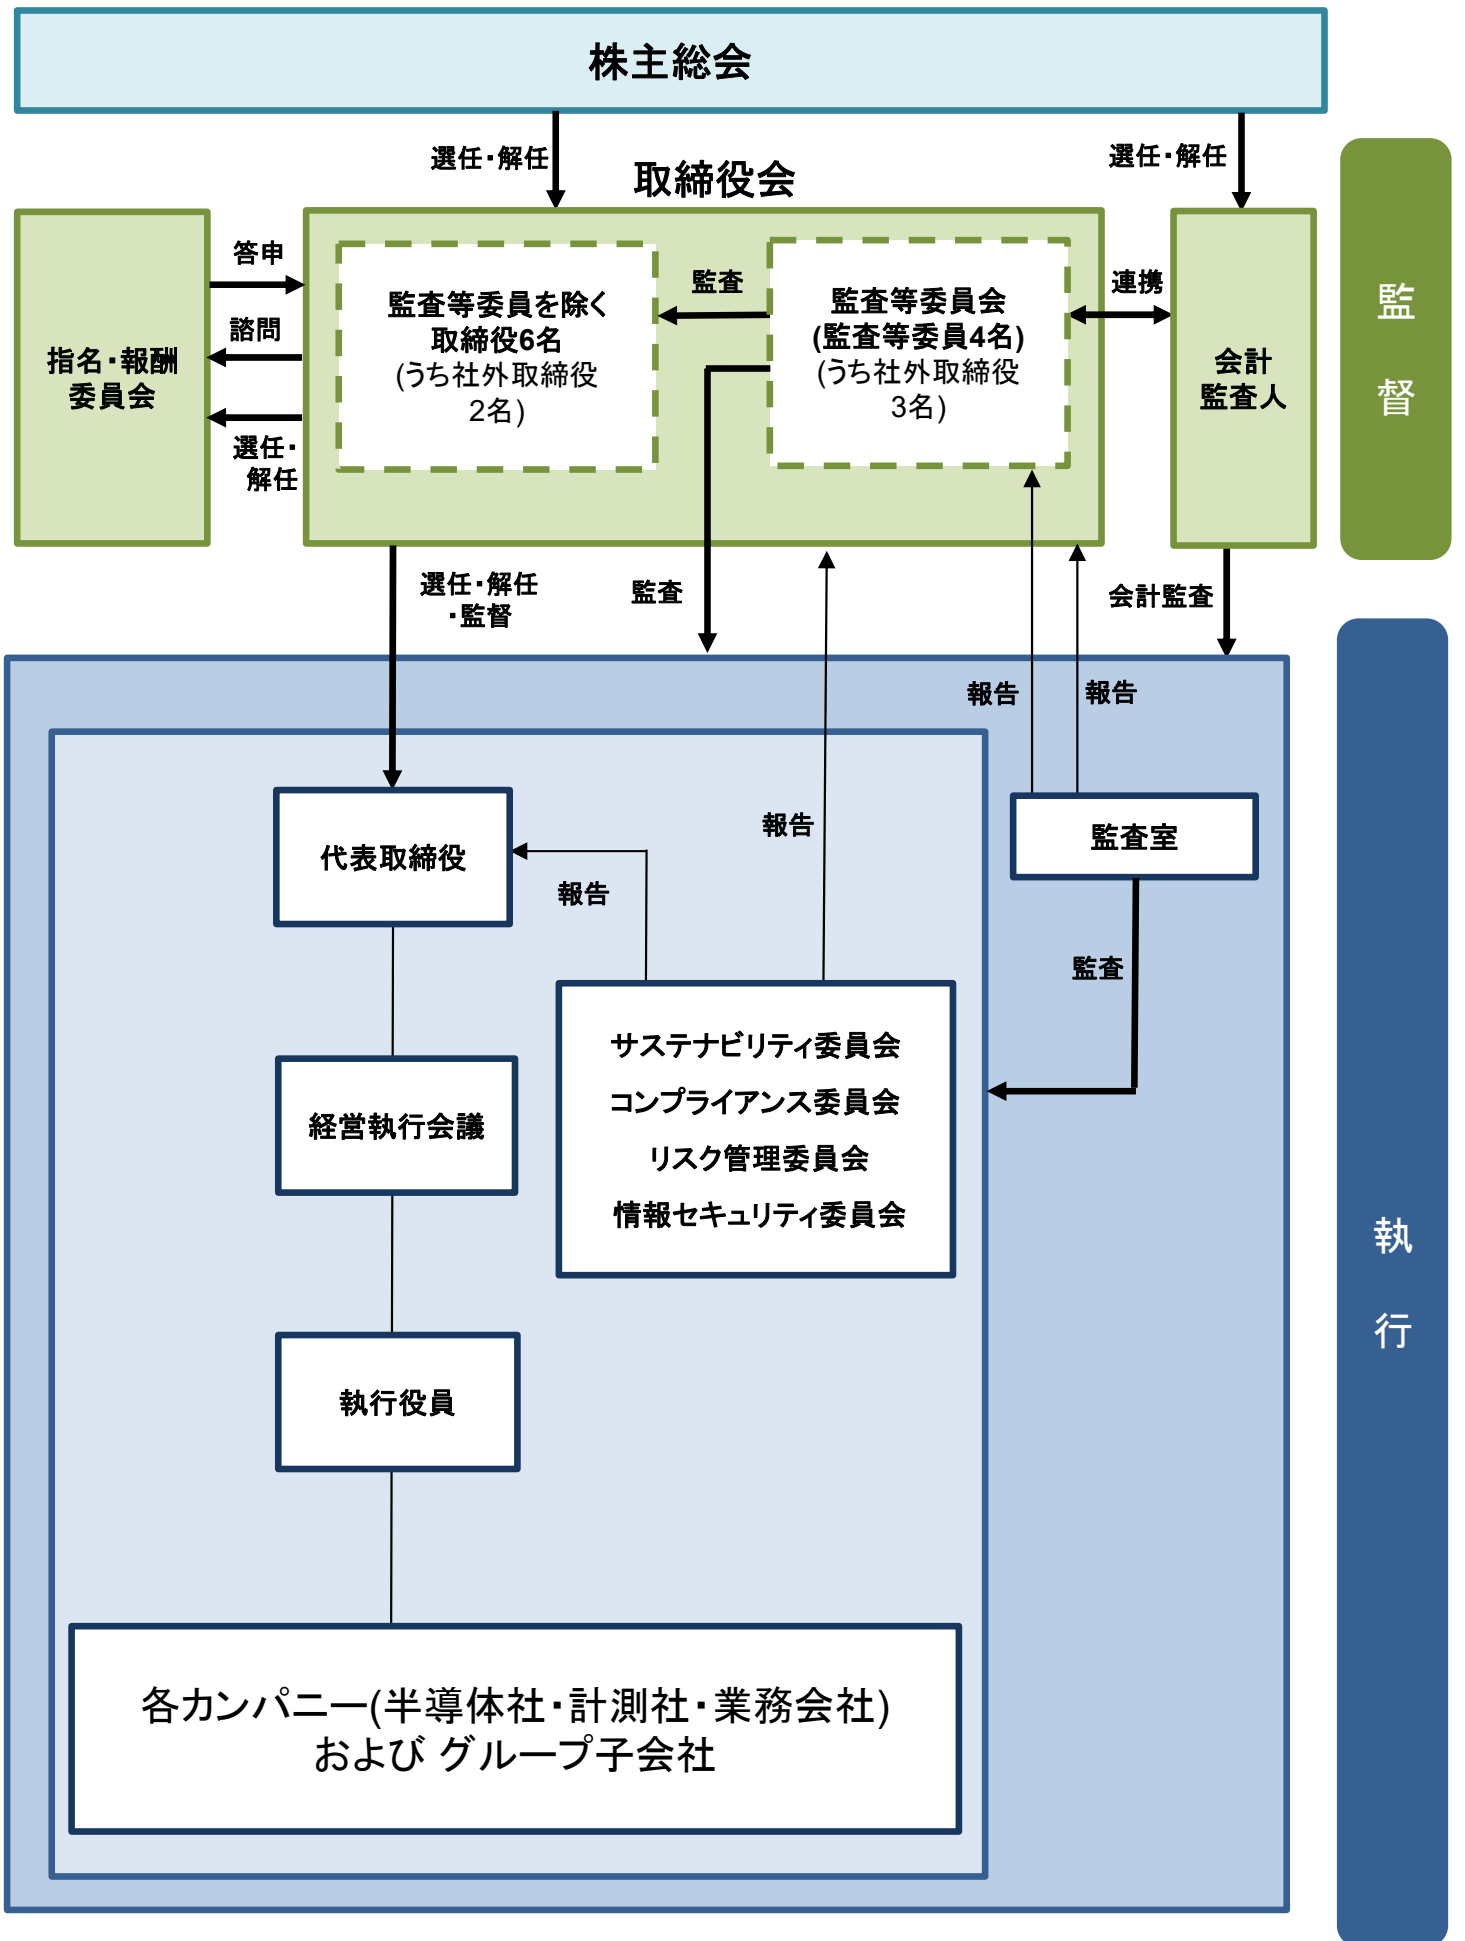 株主総会
選任・解任
選任・解任
取締役会
監
督
答申
諮問
選任・
解任
指名・報酬
委員会
監査等委員を除く
取締役6名
(うち社外取締役
2名)
監査
監査等委員会
(監査等委員4名)
(うち社外取締役
3名)
連携
会計
監査人
選任・解任
・監督
監査
会計監査
報告
報告
執
行
代表取締役
報告
報告
監査室
監査
サステナビリティ委員会
コンプライアンス委員会
リスク管理委員会
情報セキュリティ委員会
経営執行会議
執行役員
各カンパニー(半導体社・計測社・業務会社)
および グループ子会社